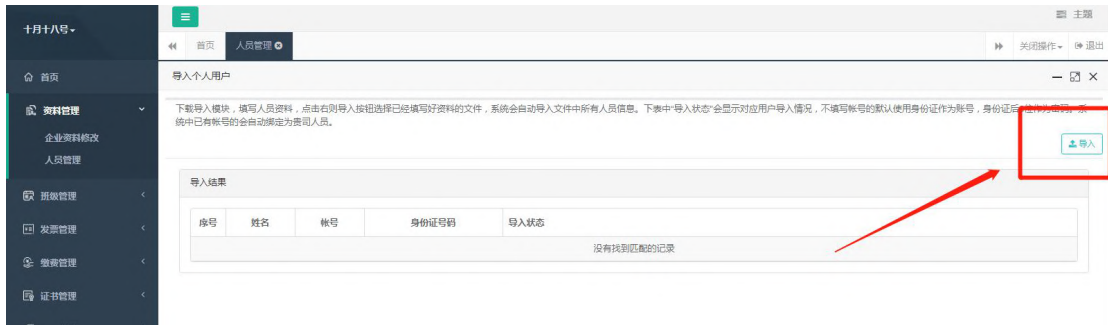 十月十八号
主题
首页
人员管理
关闭操作
退出
首页
导入个人用户
资料管理
下载导入模块,填写人员资料,点击右则导入按钮选择已经填写好资料的文件,系统会自动导入文件中所有人员信息。下表中“导入状态”会显示对应用户导入情况,不填写帐号的默认使用身份证作为账号,身份证后 位作为密码。系
统中已有帐号的会自动绑定为贵司人员。
企业资料修改
导入
人员管理
导入结果
班级管理
序号 姓名 帐号 身份证号码 导入状态
发票管理
没有找到匹配的记录
缴费管理
证书管理